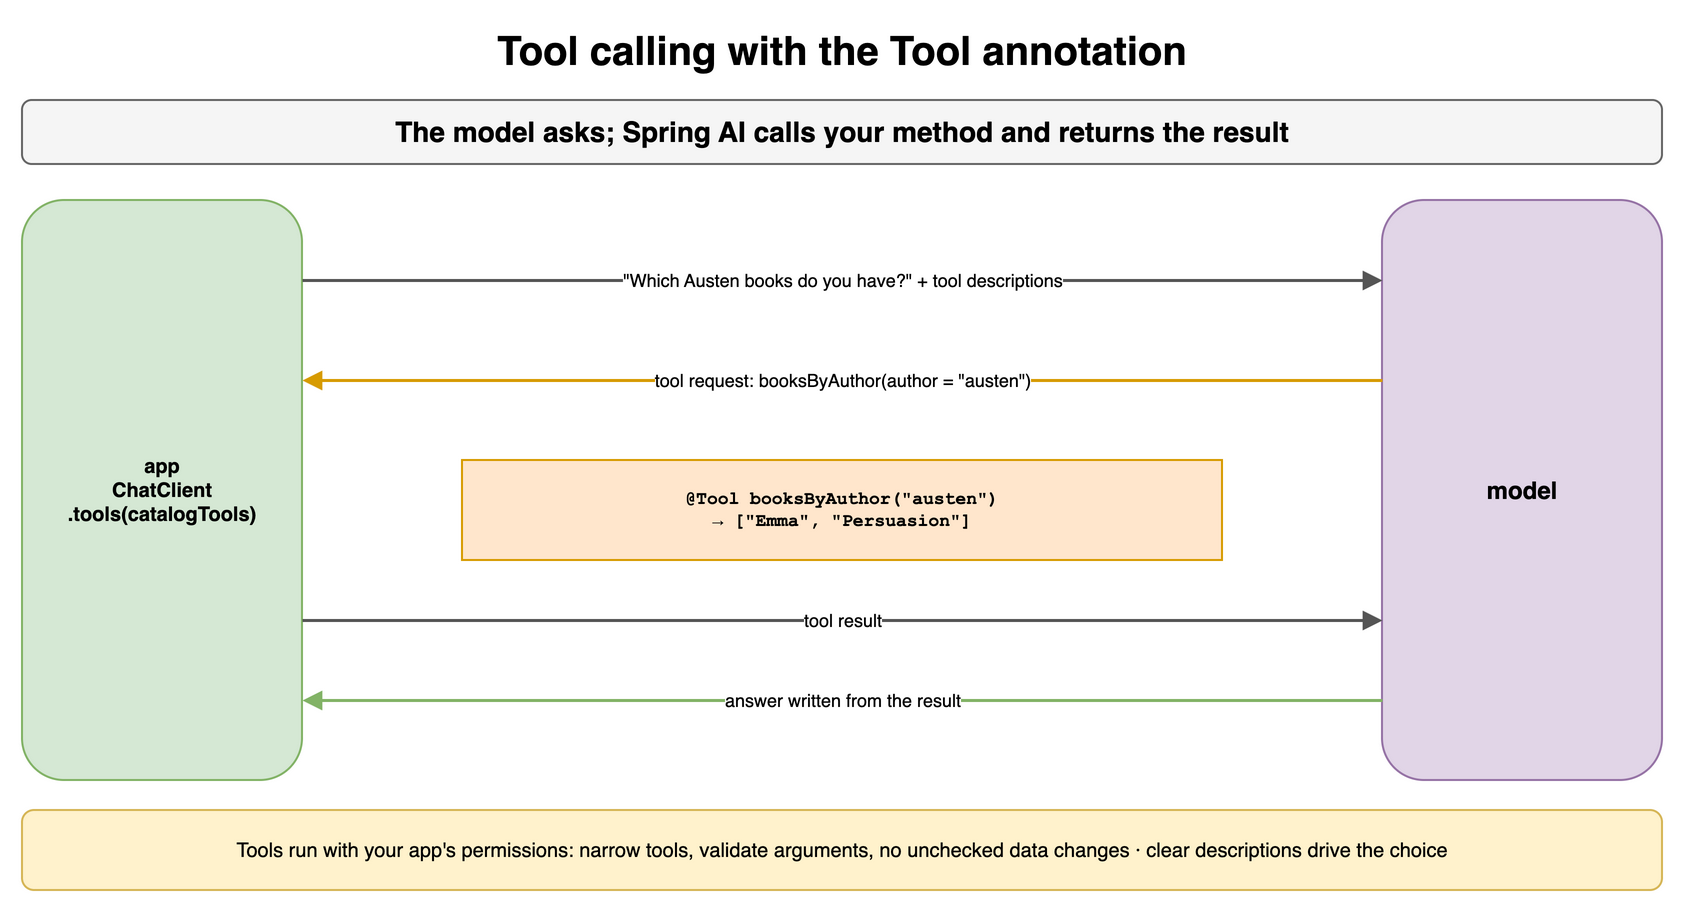 Tool calling with the Tool annotation
The model asks; Spring AI calls your method and returns the result
"Which Austen books do you have?" + tool descriptions
tool request: booksByAuthor(author = "austen")
app
ChatClient
.tools(catalogTools)
@Tool booksByAuthor("austen")
→ ["Emma", "Persuasion"]
model
tool result
answer written from the result
Tools run with your app's permissions: narrow tools, validate arguments, no unchecked data changes · clear descriptions drive the choice